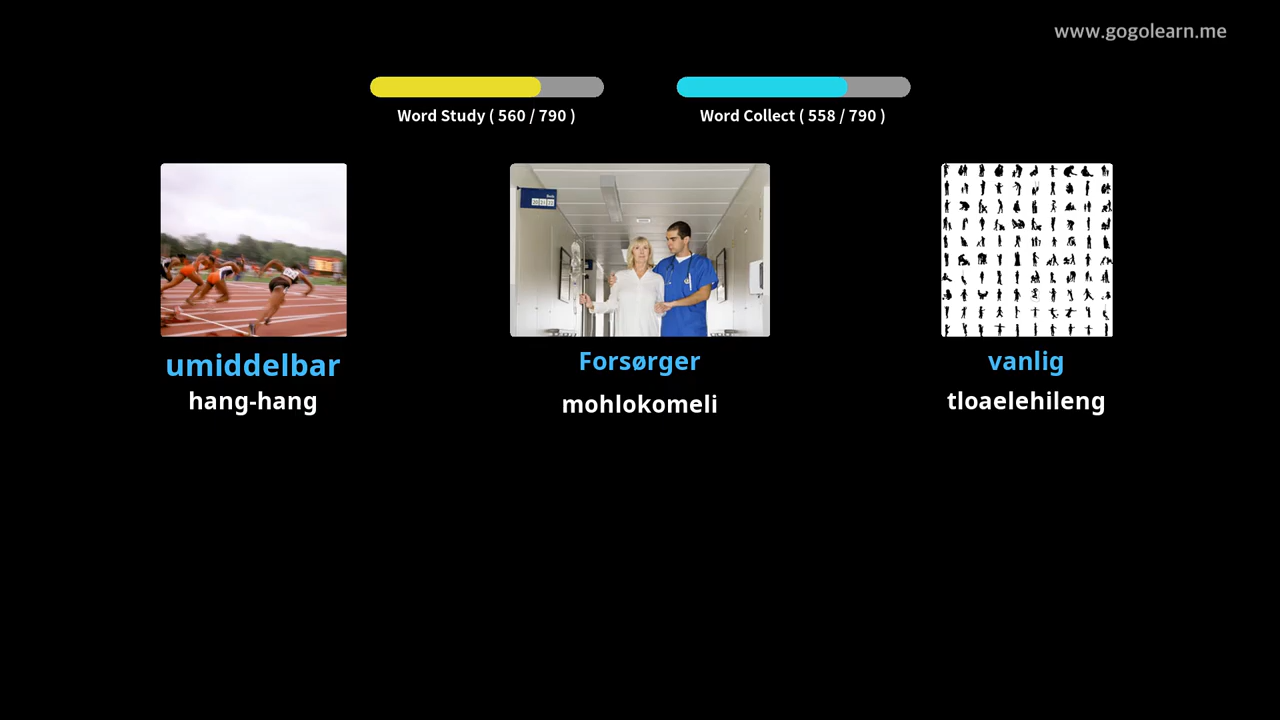 www.gogolearn.me
Word Study ( 560 / 790 )
Word Collect ( 558 / 790 )
umiddelbar
hang-hang
Forsørger
mohlokomeli
vanlig
tloaelehileng